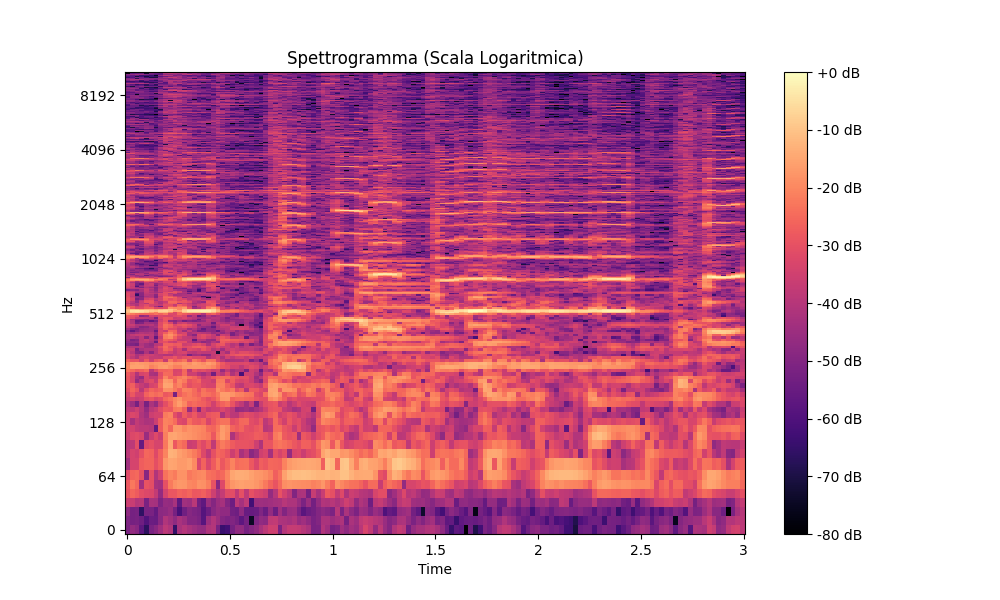 Spettrogramma (Scala Logaritmica)
Hz
8192
4096
2048
1024
512
256
128
64
0
0
0.5
1
1.5
2
2.5
3
Time
+0 dB
-10 dB
-20 dB
-30 dB
-40 dB
-50 dB
-60 dB
-70 dB
-80 dB